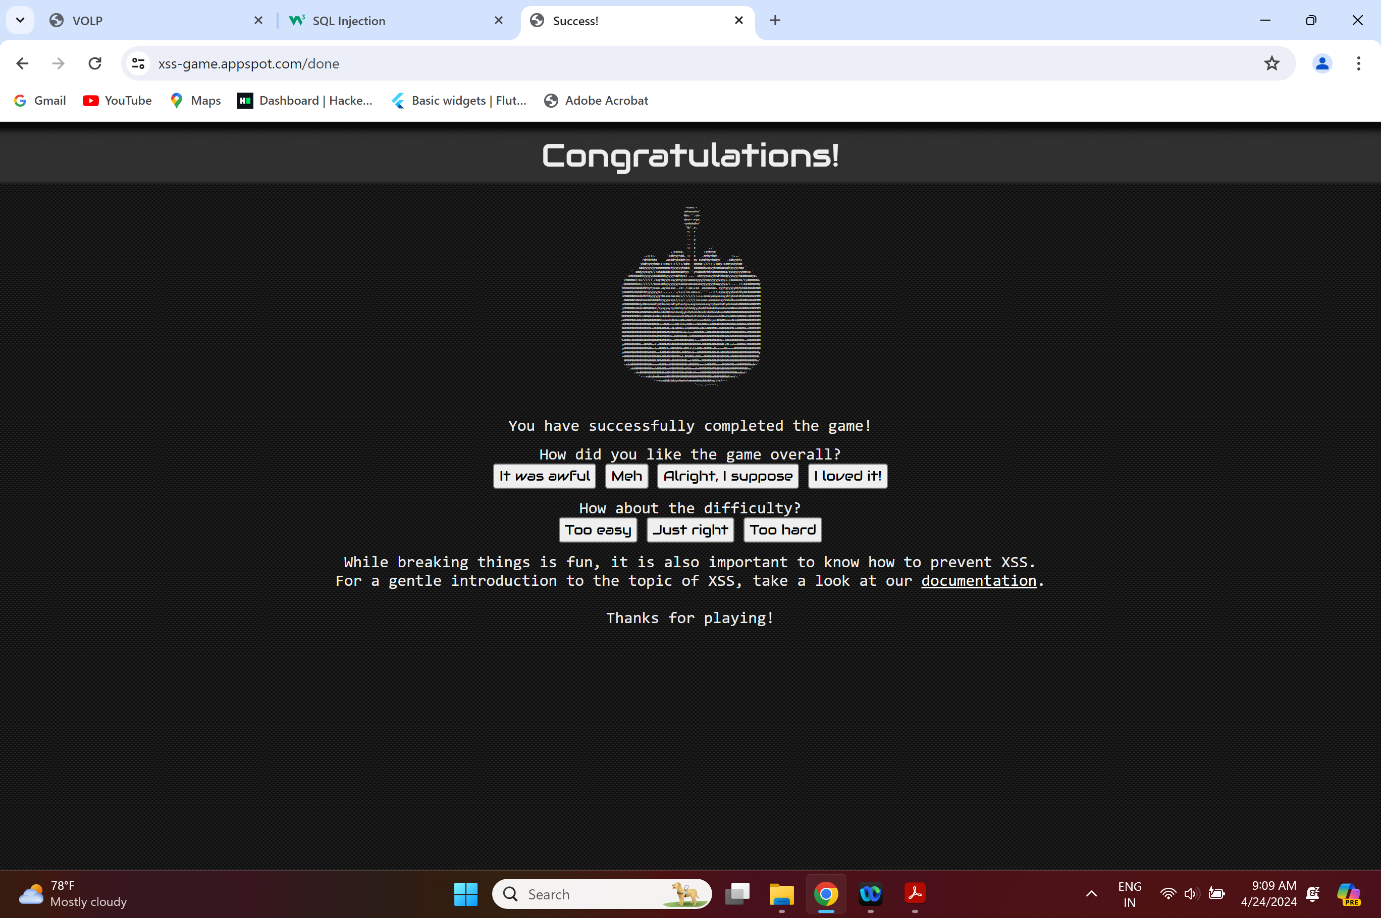 VOLP
SQL Injection
Success!
xss-game.appspot.com/done
Gmail
YouTube
Maps
Dashboard | Hacke...
Basic widgets | Flut...
Adobe Acrobat
Congratulations!
You have successfully completed the game!
How did you like the game overall?
It was awful Meh Alright, I suppose I loved it!
How about the difficulty?
Too easy Just right Too hard
While breaking things is fun, it is also important to know how to prevent XSS.
For a gentle introduction to the topic of XSS, take a look at our documentation.
Thanks for playing!
78°F
Mostly cloudy
Search
ENG
IN
9:09 AM
4/24/2024
PRE